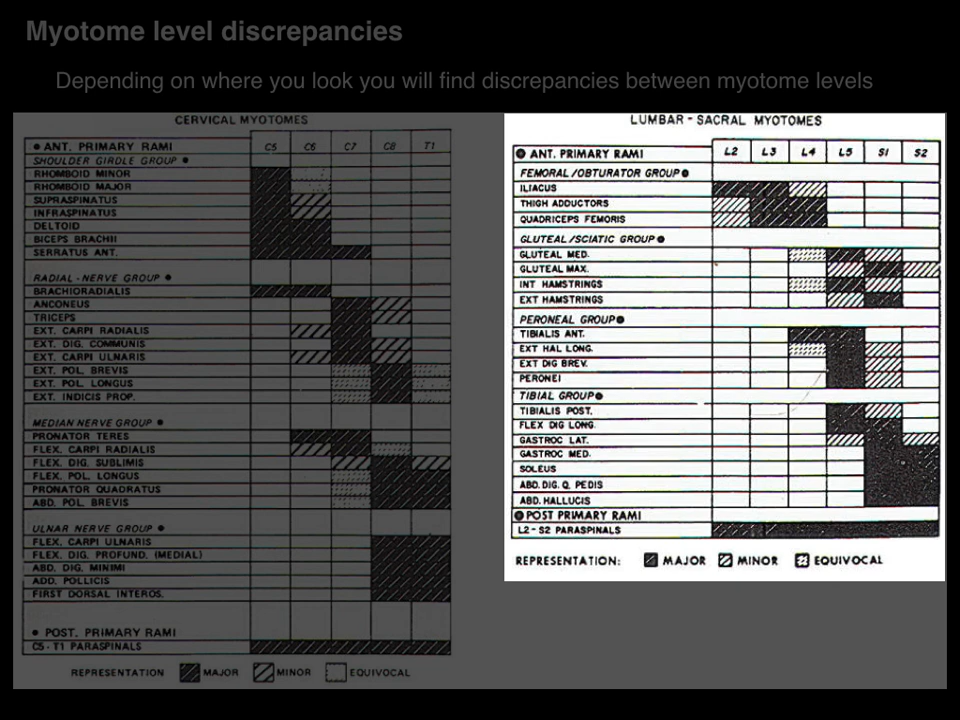 Myotome level discrepancies
Depending on where you look you will find discrepancies between myotome levels
CERVICAL MYOTOMES
ANT. PRIMARY RAMI C5 C6 C7 C8 T1
SHOULDER GIRDLE GROUP
RHOMBOID MINOR
RHOMBOID MAJOR
SUPRASPINATUS
INFRASPINATUS
DELTOID
BICEPS BRACHII
SERRATUS ANT.
RADIAL - NERVE GROUP
BRACHIORADIALIS
ANCONEUS
TRICEPS
EXT. CARPI RADIALIS
EXT. DIG. COMMUNIS
EXT. CARPI ULNARIS
EXT. POL. BREVIS
EXT. POL. LONGUS
EXT. INDICIS PROP.
MEDIAN NERVE GROUP
PRONATOR TERES
FLEX. CARPI RADIALIS
FLEX. DIG. SUBLIMIS
FLEX. POL. LONGUS
PRONATOR QUADRATUS
ABD. POL. BREVIS
ULNAR NERVE GROUP
FLEX. CARPI ULNARIS
FLEX. DIG. PROFUND. (MEDIAL)
ABD. DIG. MINIMI
ADD. POLLICIS
FIRST DORSAL INTEROS.
POST. PRIMARY RAMI
C5-T1 PARASPINALS
REPRESENTATION MAJOR MINOR EQUIVOCAL
LUMBAR - SACRAL MYOTOMES
ANT. PRIMARY RAMI L2 L3 L4 L5 S1 S2
FEMORAL/OBTURATOR GROUP
ILIACUS
THIGH ADDUCTORS
QUADRICEPS FEMORIS
GLUTEAL/SCIATIC GROUP
GLUTEAL MED.
GLUTEAL MAX.
INT HAMSTRINGS
EXT HAMSTRINGS
PERONEAL GROUP
TIBIALIS ANT.
EXT HAL LONG.
EXT DIG BREV.
PERONEI
TIBIAL GROUP
TIBIALIS POST.
FLEX DIG LONG.
GASTROC LAT.
GASTROC MED.
SOLEUS
ABD. DIG. Q. PEDIS
ABD. HALLUCIS
POST PRIMARY RAMI
L2-S2 PARASPINALS
REPRESENTATION: MAJOR MINOR EQUIVOCAL